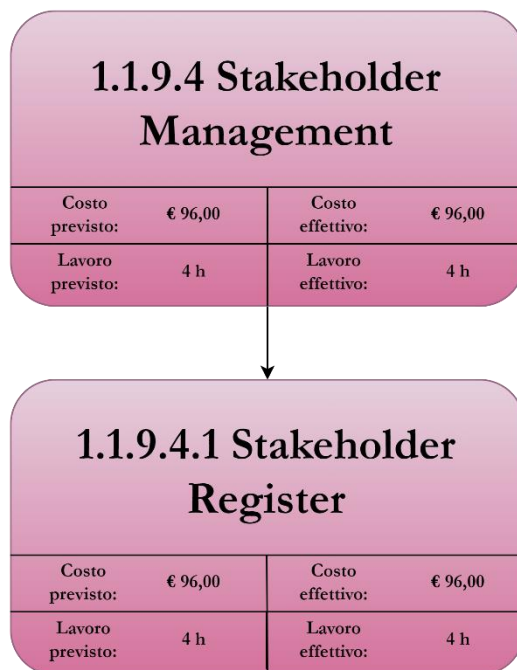 1.1.9.4 Stakeholder
Management
Costo
previsto:
€ 96,00
Costo
effettivo:
€ 96,00
Lavoro
previsto:
4 h
Lavoro
effettivo:
4 h
1.1.9.4.1 Stakeholder
Register
Costo
previsto:
€ 96,00
Costo
effettivo:
€ 96,00
Lavoro
previsto:
4 h
Lavoro
effettivo:
4 h